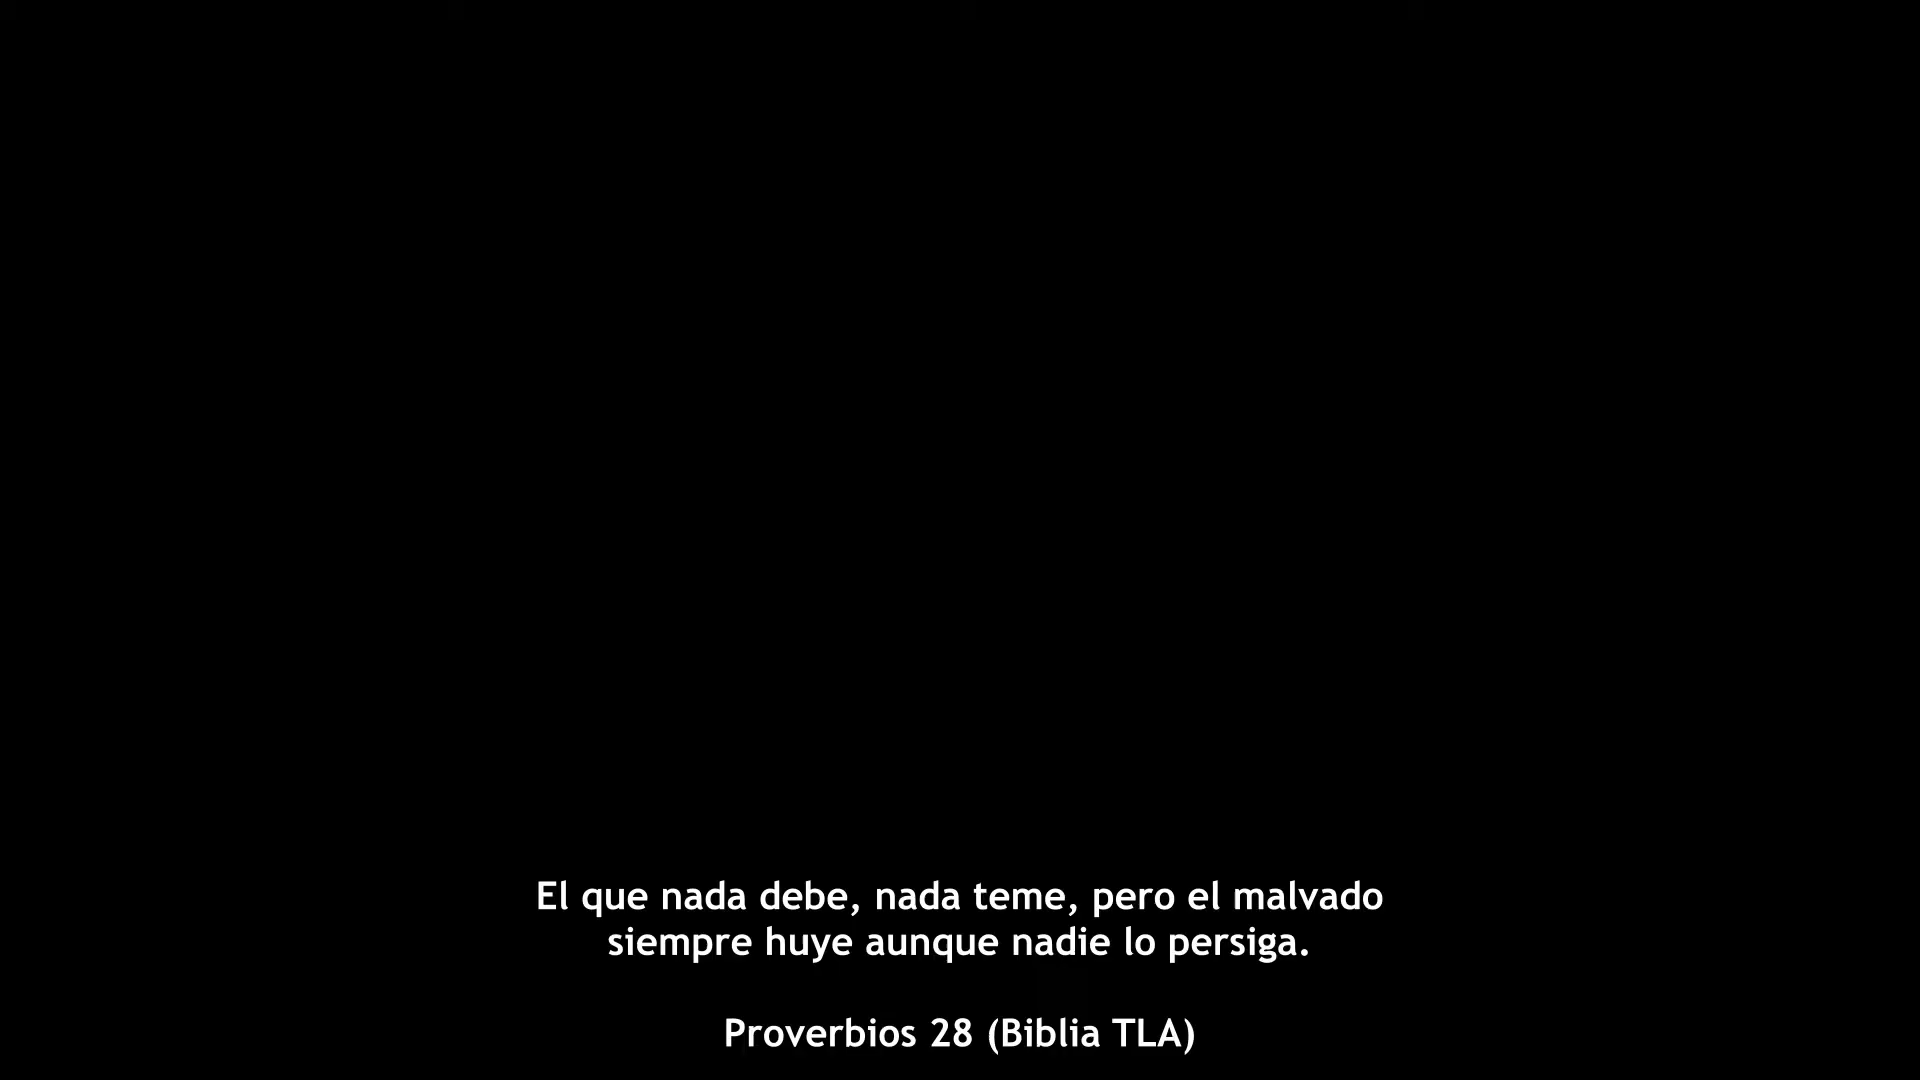 El que nada debe, nada teme, pero el malvado
siempre huye aunque nadie lo persiga.
Proverbios 28 (Biblia TLA)